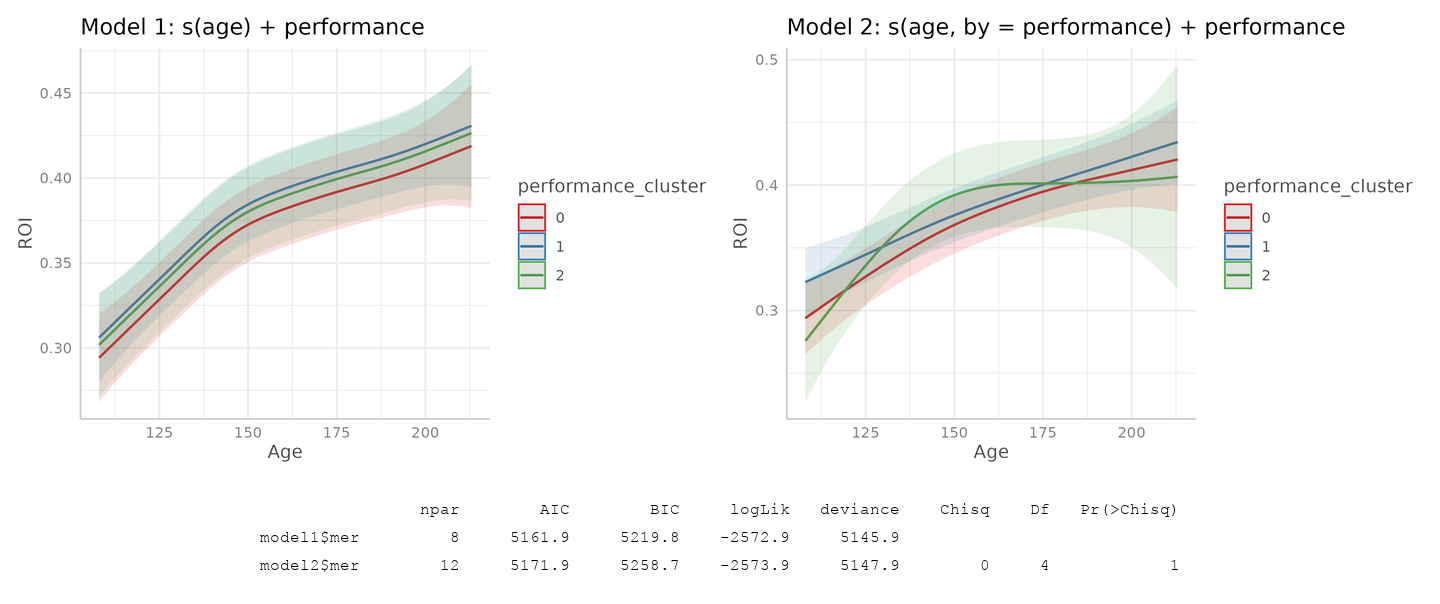 Model 1: s(age) + performance
0.45
0.40
0.35
0.30
ROI
125 150 175 200
Age
performance_cluster
0
1
2
Model 2: s(age, by = performance) + performance
0.5
0.4
0.3
ROI
125 150 175 200
Age
performance_cluster
0
1
2
npar AIC BIC logLik deviance Chisq Df Pr(>Chisq)
model1$mer 8 5161.9 5219.8 -2572.9 5145.9
model2$mer 12 5171.9 5258.7 -2573.9 5147.9 0 4 1